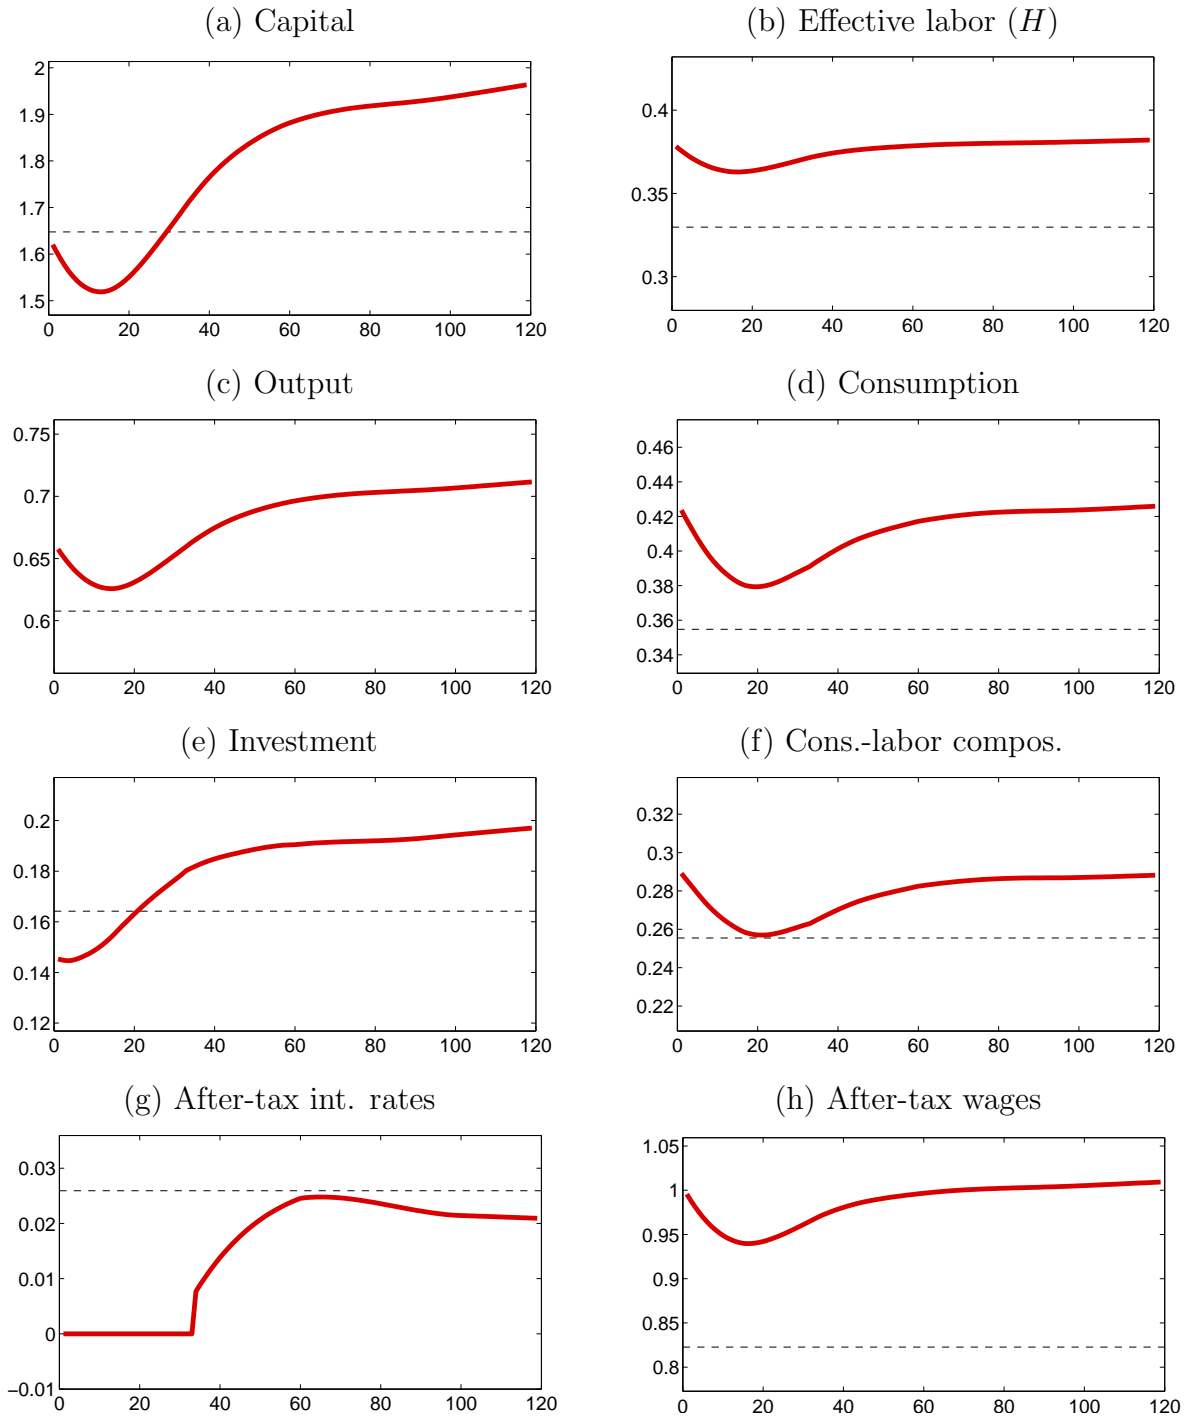 (a) Capital
(b) Effective labor (H)
2
1.9
1.8
1.7
1.6
1.5
0 20 40 60 80 100 120
0.4
0.35
0.3
0 20 40 60 80 100 120
(c) Output
(d) Consumption
0.75
0.7
0.65
0.6
0 20 40 60 80 100 120
0.46
0.44
0.42
0.4
0.38
0.36
0.34
0 20 40 60 80 100 120
(e) Investment
(f) Cons.-labor compos.
0.2
0.18
0.16
0.14
0.12
0 20 40 60 80 100 120
0.32
0.3
0.28
0.26
0.24
0.22
0 20 40 60 80 100 120
(g) After-tax int. rates
(h) After-tax wages
0.03
0.02
0.01
0
−0.01
0 20 40 60 80 100 120
1.05
1
0.95
0.9
0.85
0.8
0 20 40 60 80 100 120